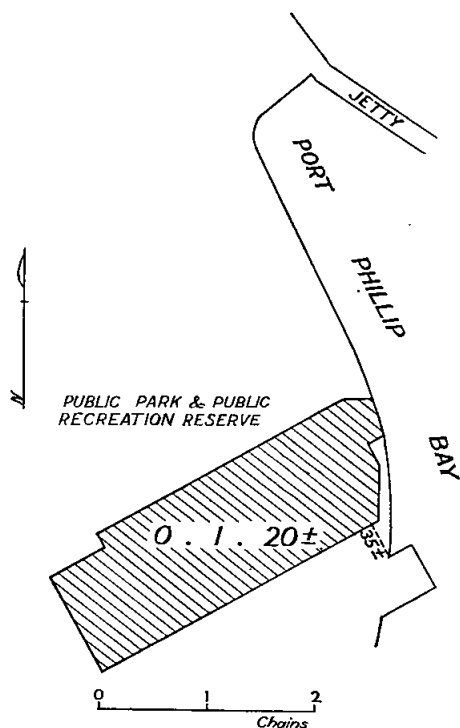 JETTY
PORT
PHILLIP
BAY
N
PUBLIC PARK & PUBLIC
RECREATION RESERVE
0 . 1 . 20±
35±
0 1 2
Chains